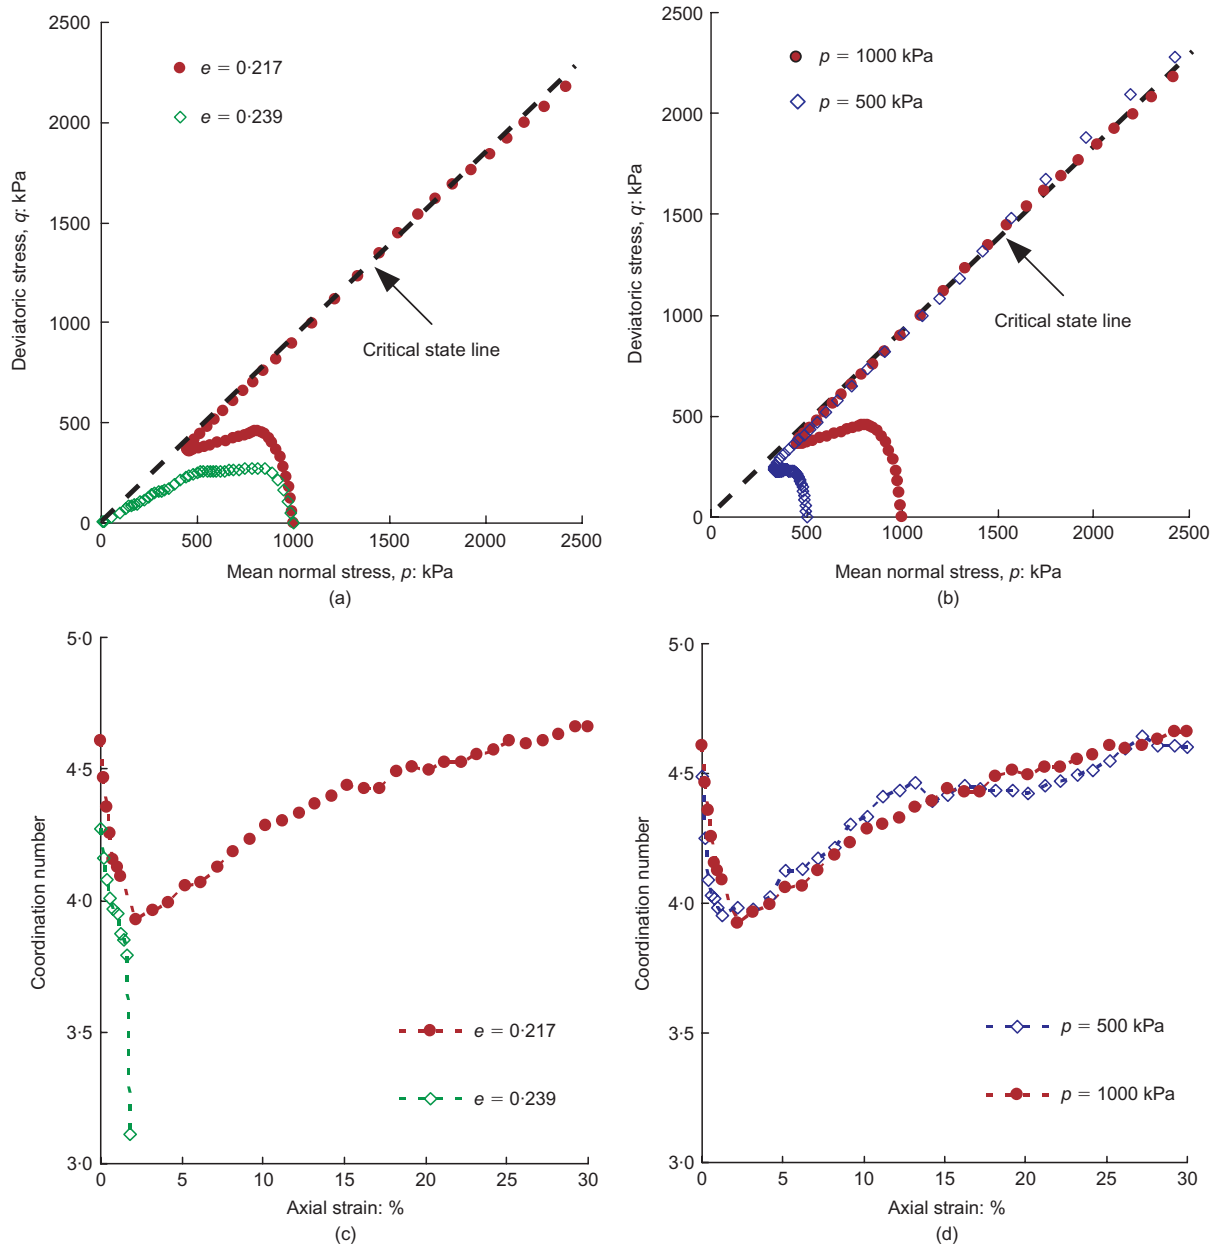 2500
2000
1500
1000
500
0
e = 0·217
e = 0·239
Critical state line
Deviatoric stress, q: kPa
0 500 1000 1500 2000 2500
Mean normal stress, p: kPa
(a)
2500
2000
1500
1000
500
0
p = 1000 kPa
p = 500 kPa
Critical state line
Deviatoric stress, q: kPa
0 500 1000 1500 2000 2500
Mean normal stress, p: kPa
(b)
5·0
4·5
4·0
3·5
3·0
Coordination number
e = 0·217
e = 0·239
0 5 10 15 20 25 30
Axial strain: %
(c)
5·0
4·5
4·0
3·5
3·0
Coordination number
p = 500 kPa
p = 1000 kPa
0 5 10 15 20 25 30
Axial strain: %
(d)